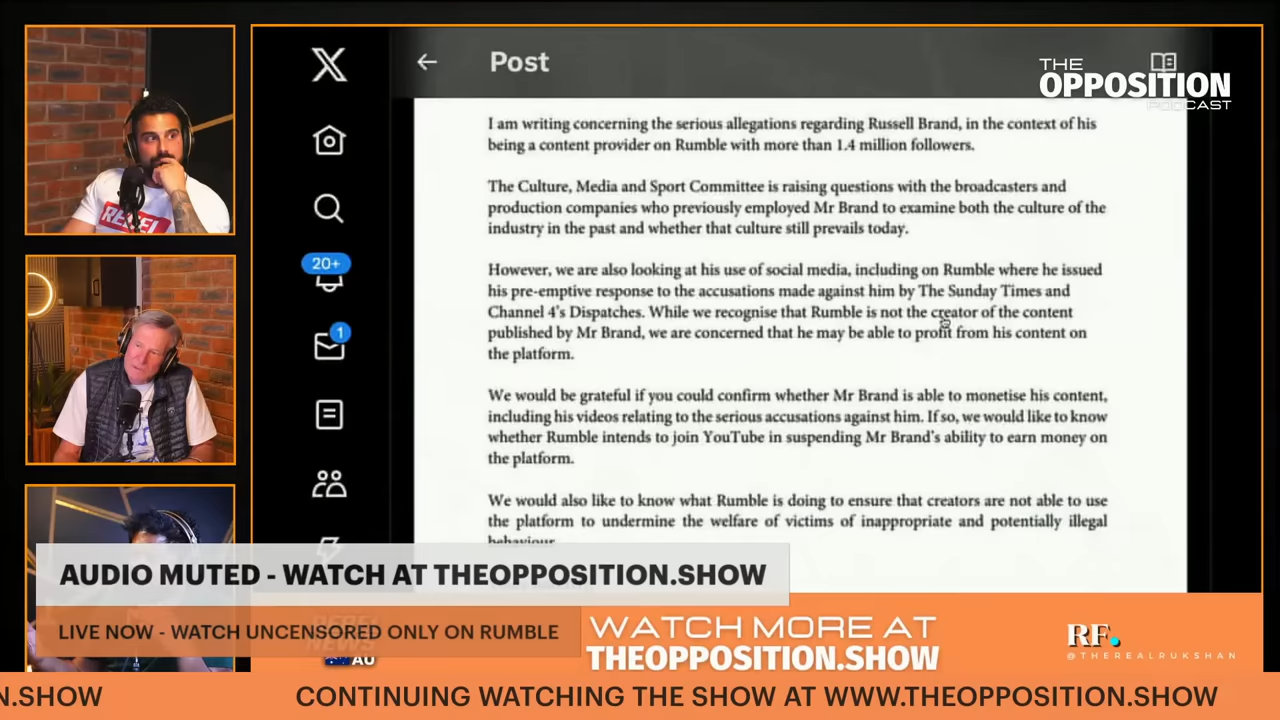 Post
THE
OPPOSITION
PODCAST
I am writing concerning the serious allegations regarding Russell Brand, in the context of his
being a content provider on Rumble with more than 1.4 million followers.
The Culture, Media and Sport Committee is raising questions with the broadcasters and
production companies who previously employed Mr Brand to examine both the culture of the
industry in the past and whether that culture still prevails today.
However, we are also looking at his use of social media, including on Rumble where he issued
his pre-emptive response to the accusations made against him by The Sunday Times and
Channel 4's Dispatches. While we recognise that Rumble is not the creator of the content
published by Mr Brand, we are concerned that he may be able to profit from his content on
the platform.
We would be grateful if you could confirm whether Mr Brand is able to monetise his content,
including his videos relating to the serious accusations against him. If so, we would like to know
whether Rumble intends to join YouTube in suspending Mr Brand's ability to earn money on
the platform.
We would also like to know what Rumble is doing to ensure that creators are not able to use
the platform to undermine the welfare of victims of inappropriate and potentially illegal
behaviour
20+
1
REBEL
AUDIO MUTED - WATCH AT THEOPPOSITION.SHOW
LIVE NOW - WATCH UNCENSORED ONLY ON RUMBLE
REBEL
NEWS
AU
WATCH MORE AT
THEOPPOSITION.SHOW
RF.
@THEREALRUKSHAN
N.SHOW
CONTINUING WATCHING THE SHOW AT WWW.THEOPPOSITION.SHOW